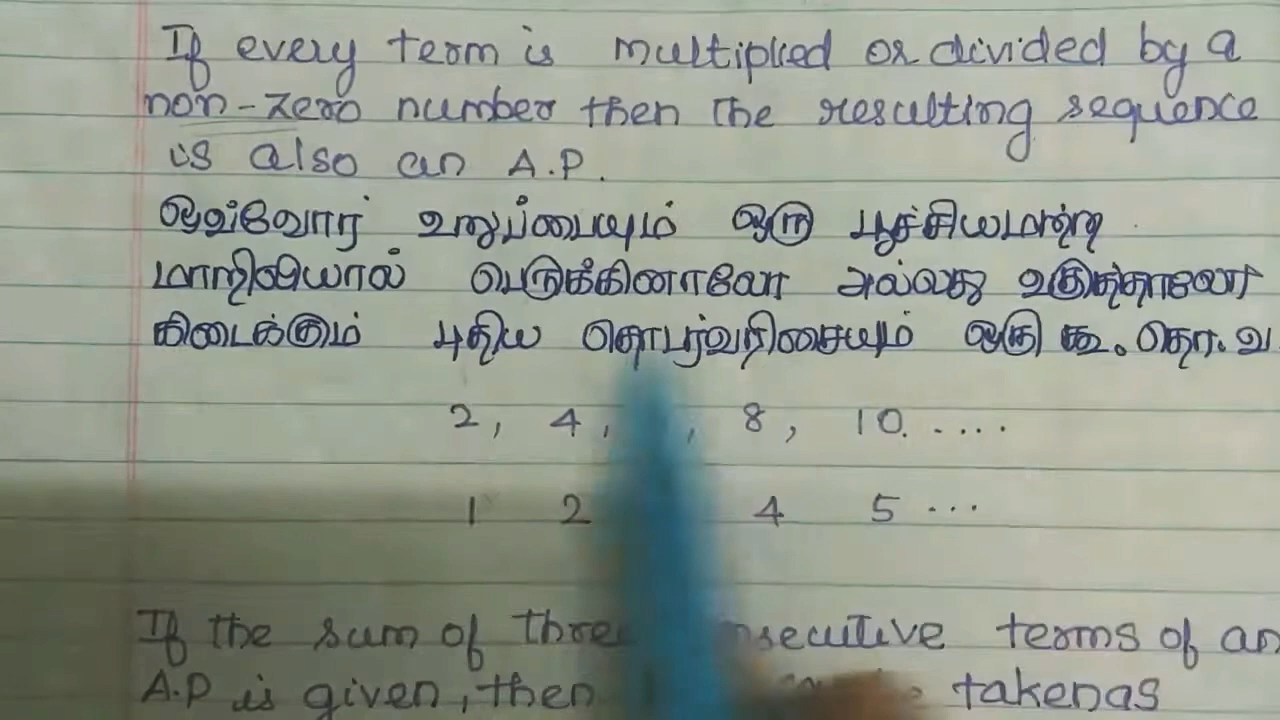 If every term is multiplied or divided by a
non-zero number then the resulting sequence
is also an A.P.
ஒவ்வோர் உறுப்பையும் ஒரு பூச்சியமற்ற
மாறிலியால் பெருக்கினாலோ அல்லது வகுத்தாலோ
கிடைக்கும் புதிய தொடர்வரிசையும் ஒரு கூ.தொ.வ
2, 4, , 8, 10. ....
1 2 4 5 ...
If the sum of three terms of an
A.P is given, then takenas